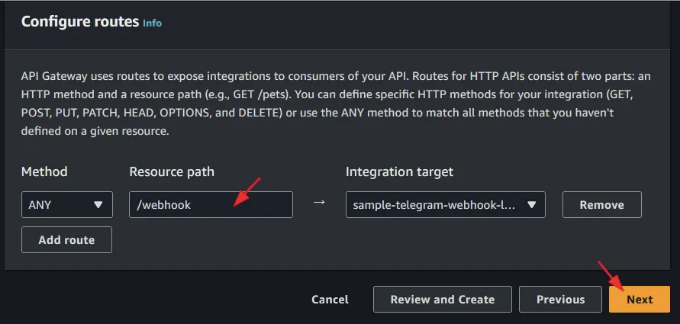 Configure routes Info
API Gateway uses routes to expose integrations to consumers of your API. Routes for HTTP APIs consist of two parts: an
HTTP method and a resource path (e.g., GET /pets). You can define specific HTTP methods for your integration (GET,
POST, PUT, PATCH, HEAD, OPTIONS, and DELETE) or use the ANY method to match all methods that you haven't
defined on a given resource.
Method Resource path Integration target
ANY /webhook → sample-telegram-webhook-l... Remove
Add route
Cancel Review and Create Previous Next